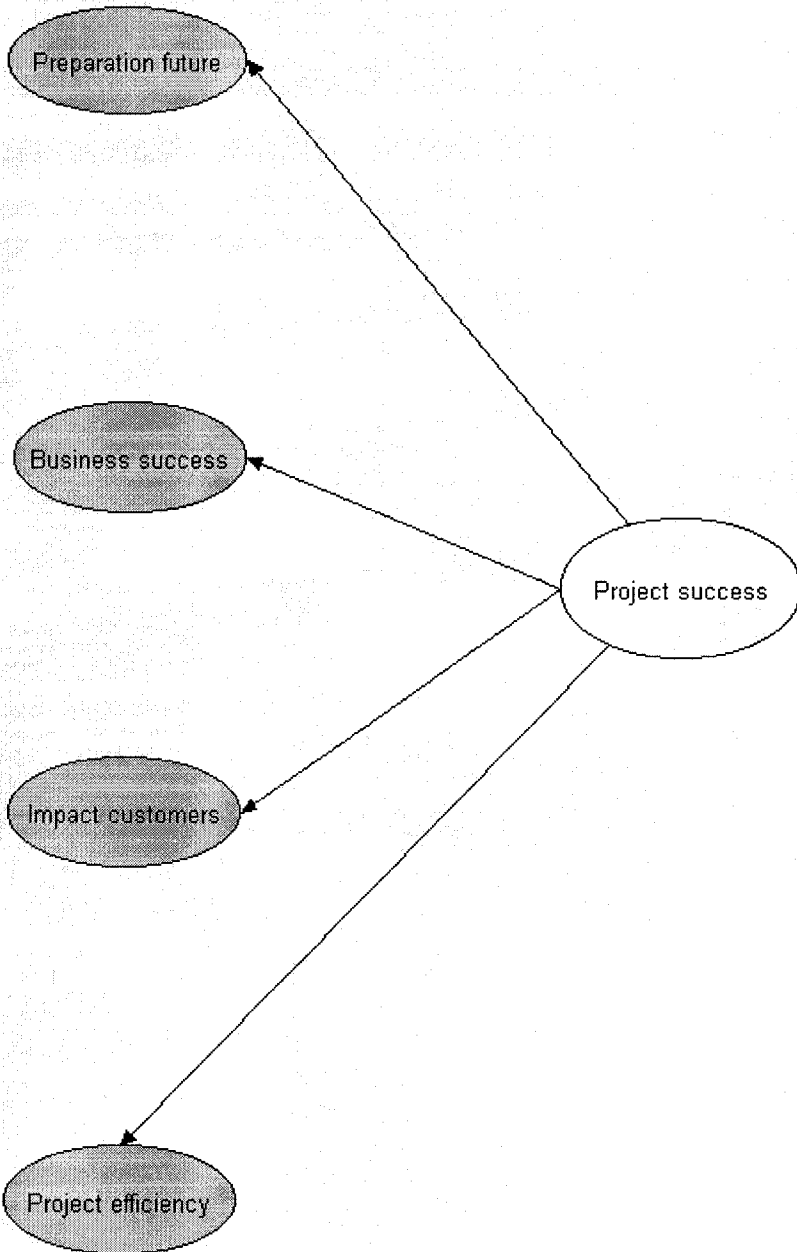 Preparation future
Business success
Project success
Impact customers
Project efficiency